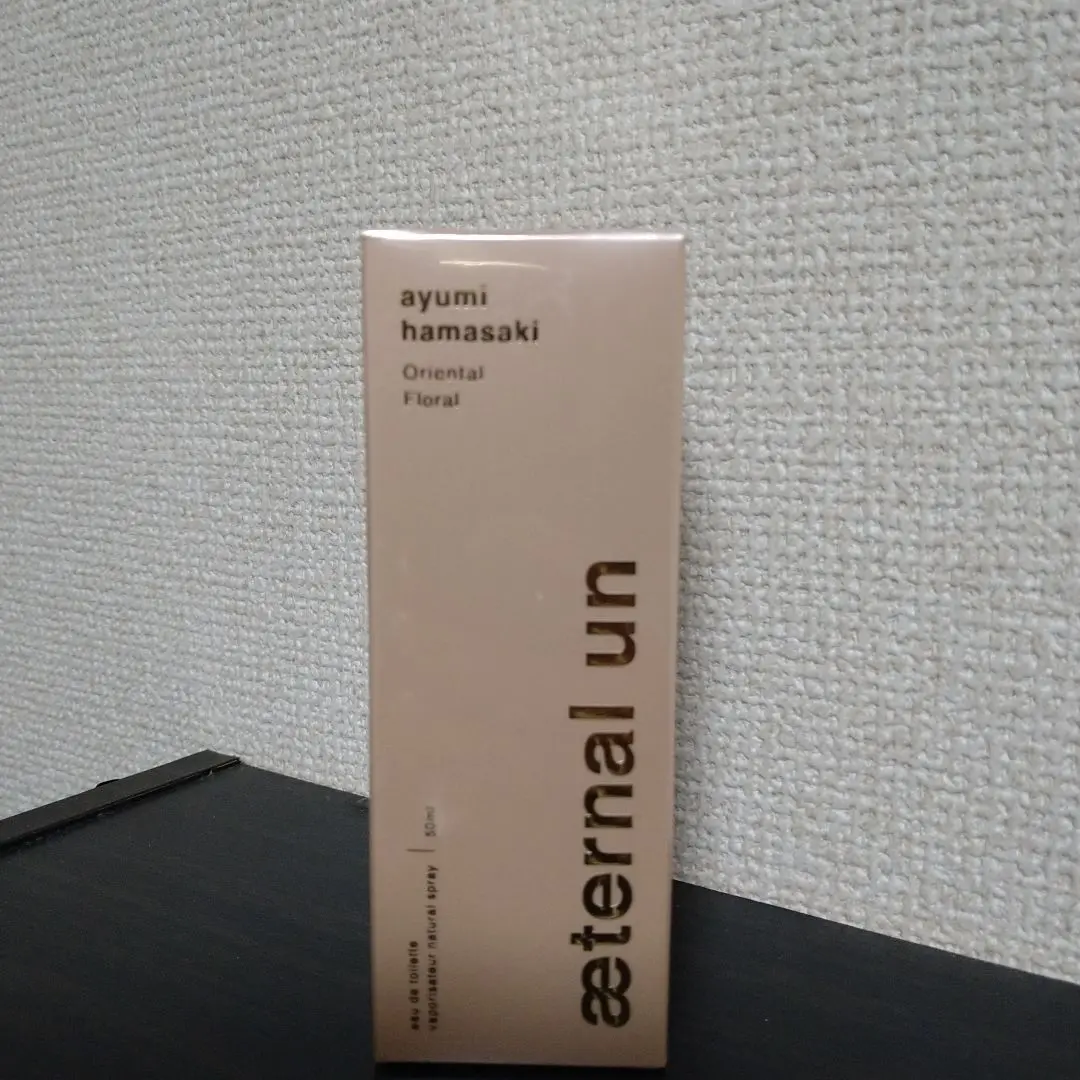 ayumi
hamasaki
Oriental
Floral
æternal un
eau de toilette
vaporisateur natural spray | 50ml